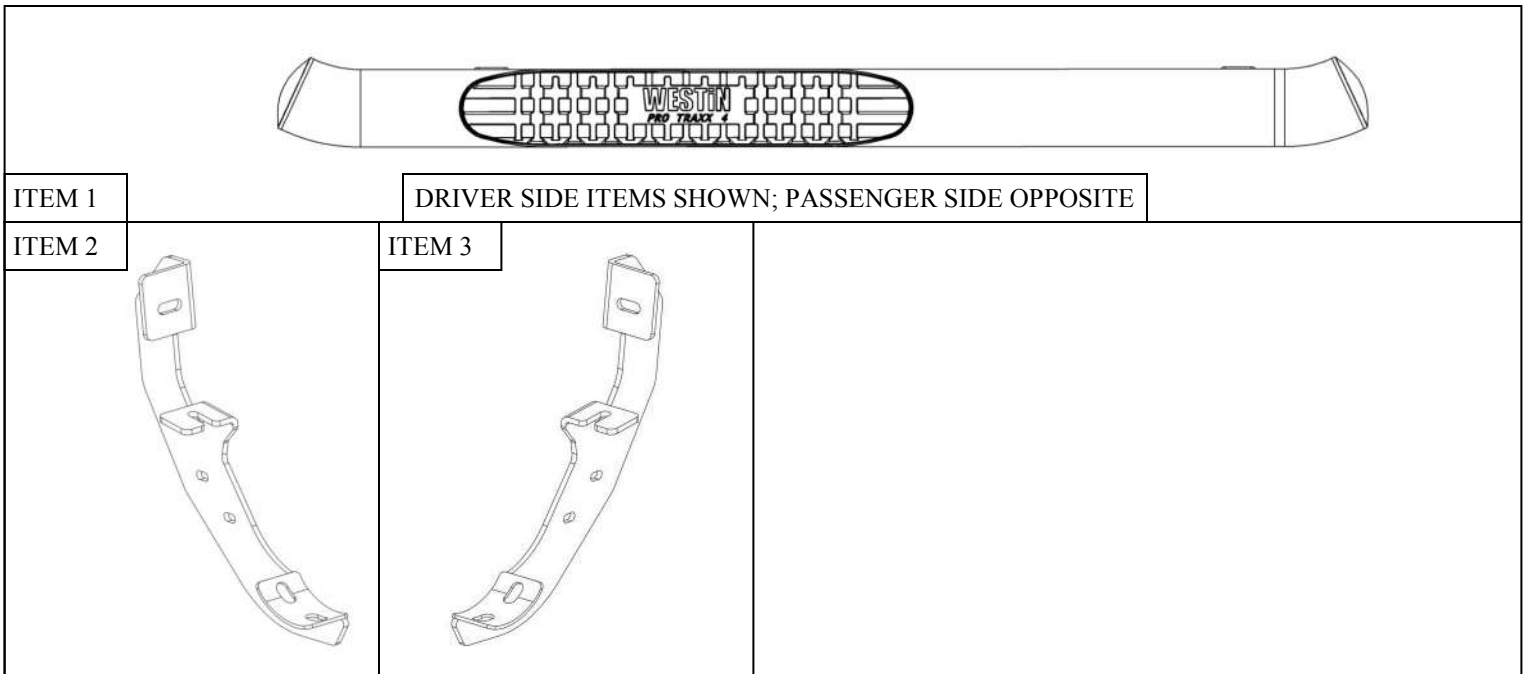 WESTiN
PRO TRAXX 4
ITEM 1
DRIVER SIDE ITEMS SHOWN; PASSENGER SIDE OPPOSITE
ITEM 2
ITEM 3